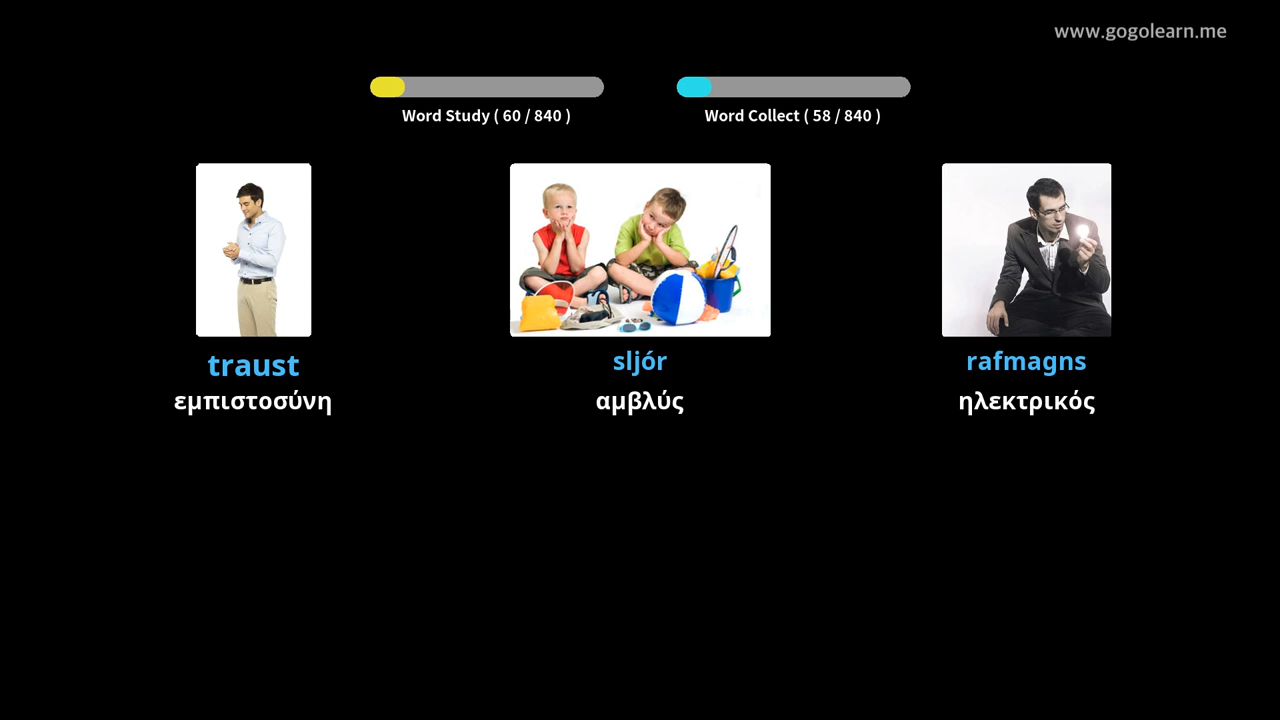 www.gogolearn.me
Word Study ( 60 / 840 )
Word Collect ( 58 / 840 )
traust
εμπιστοσύνη
sljór
αμβλύς
rafmagns
ηλεκτρικός